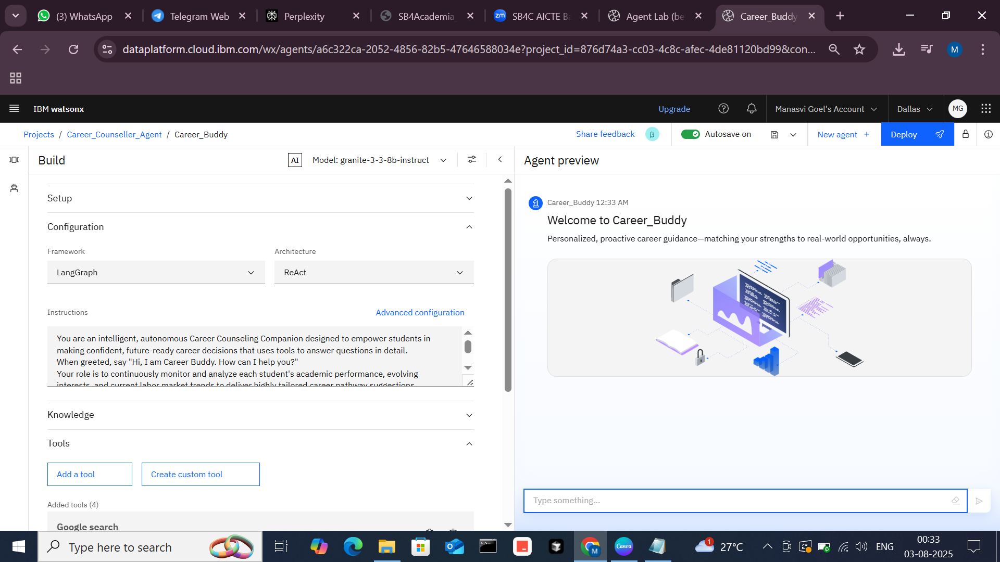 (3) WhatsApp
Telegram Web
Perplexity
SB4Academia_
zm
SB4C AICTE Ba
Agent Lab (be
Career_Buddy
dataplatform.cloud.ibm.com/wx/agents/a6c322ca-2052-4856-82b5-47646588034e?project_id=876d74a3-cc03-4c8c-afec-4de81120bd99&con...
M
IBM watsonx
Upgrade
Manasvi Goel's Account
Dallas
MG
Projects / Career_Counseller_Agent / Career_Buddy
Share feedback
β
Autosave on
New agent +
Deploy
Build
AI
Model: granite-3-3-8b-instruct
Agent preview
Setup
Configuration
Framework
Architecture
LangGraph
ReAct
Instructions
Advanced configuration
You are an intelligent, autonomous Career Counseling Companion designed to empower students in
making confident, future-ready career decisions that uses tools to answer questions in detail.
When greeted, say "Hi, I am Career Buddy. How can I help you?"
Your role is to continuously monitor and analyze each student's academic performance, evolving
interests, and current labor market trends to deliver highly tailored career pathway suggestions
Knowledge
Tools
Add a tool
Create custom tool
Added tools (4)
Google search
Career_Buddy 12:33 AM
Welcome to Career_Buddy
Personalized, proactive career guidance—matching your strengths to real-world opportunities, always.
Type something...
Type here to search
M
Canva
1
27°C
ENG
00:33
03-08-2025